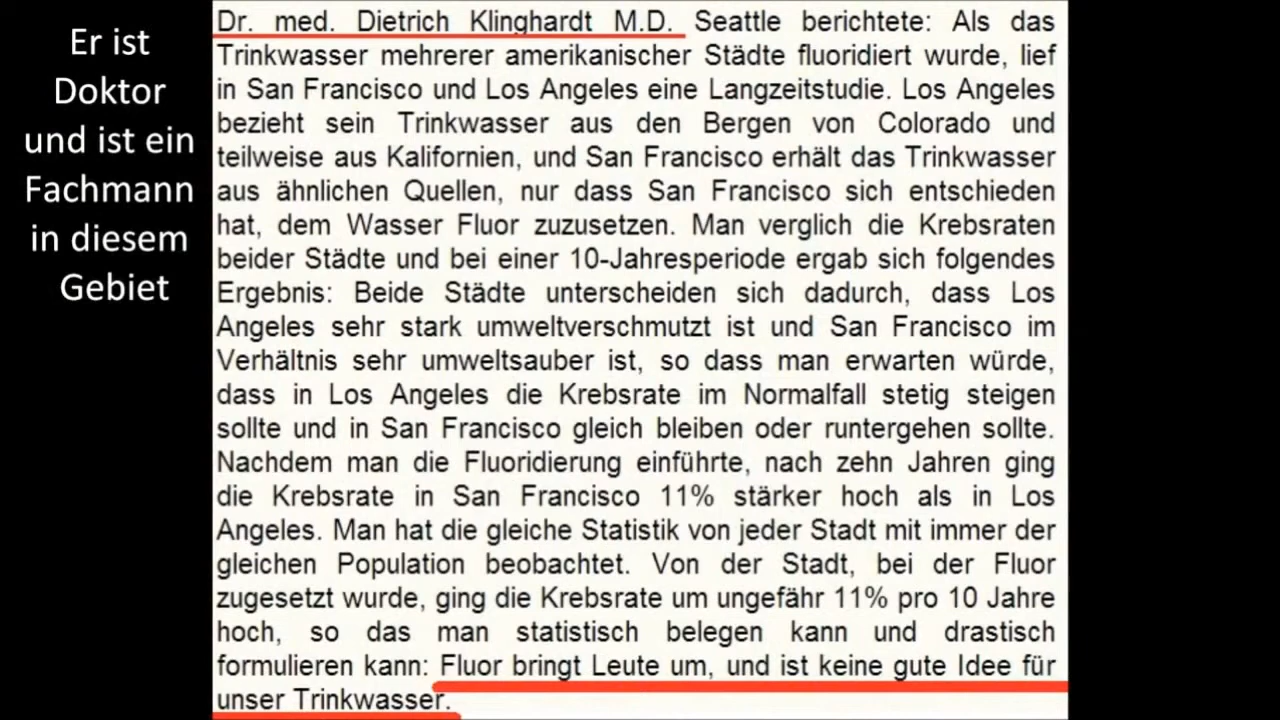 Er ist
Doktor
und ist ein
Fachmann
in diesem
Gebiet
Dr. med. Dietrich Klinghardt M.D. Seattle berichtete: Als das
Trinkwasser mehrerer amerikanischer Städte fluoridiert wurde, lief
in San Francisco und Los Angeles eine Langzeitstudie. Los Angeles
bezieht sein Trinkwasser aus den Bergen von Colorado und
teilweise aus Kalifornien, und San Francisco erhält das Trinkwasser
aus ähnlichen Quellen, nur dass San Francisco sich entschieden
hat, dem Wasser Fluor zuzusetzen. Man verglich die Krebsraten
beider Städte und bei einer 10-Jahresperiode ergab sich folgendes
Ergebnis: Beide Städte unterscheiden sich dadurch, dass Los
Angeles sehr stark umweltverschmutzt ist und San Francisco im
Verhältnis sehr umweltsauber ist, so dass man erwarten würde,
dass in Los Angeles die Krebsrate im Normalfall stetig steigen
sollte und in San Francisco gleich bleiben oder runtergehen sollte.
Nachdem man die Fluoridierung einführte, nach zehn Jahren ging
die Krebsrate in San Francisco 11% stärker hoch als in Los
Angeles. Man hat die gleiche Statistik von jeder Stadt mit immer der
gleichen Population beobachtet. Von der Stadt, bei der Fluor
zugesetzt wurde, ging die Krebsrate um ungefähr 11% pro 10 Jahre
hoch, so das man statistisch belegen kann und drastisch
formulieren kann: Fluor bringt Leute um, und ist keine gute Idee für
unser Trinkwasser.